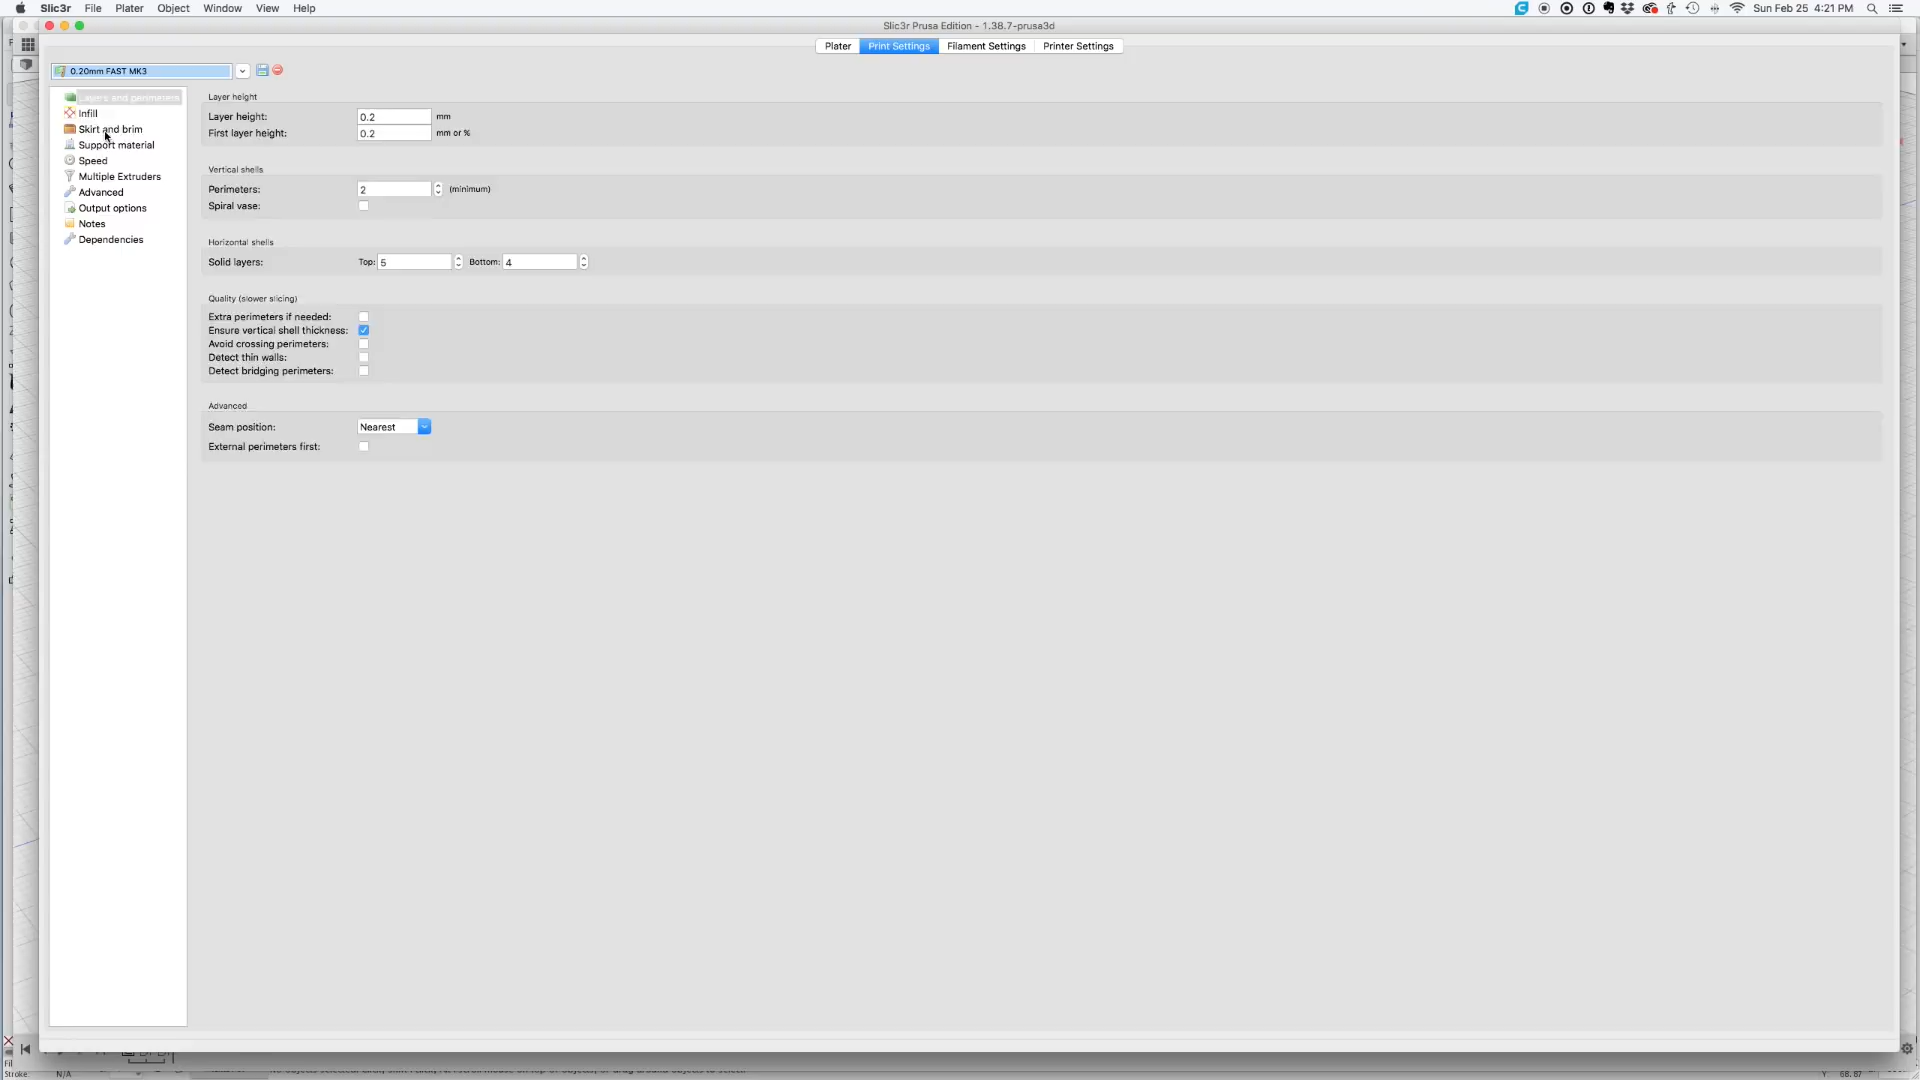 Slic3r File Plater Object Window View Help Sun Feb 25 4:21 PM
Slic3r Prusa Edition - 1.38.7-prusa3d
Plater Print Settings Filament Settings Printer Settings
0.20mm FAST MK3
Layers and perimeters
Infill
Skirt and brim
Support material
Speed
Multiple Extruders
Advanced
Output options
Notes
Dependencies
Layer height
Layer height: 0.2 mm
First layer height: 0.2 mm or %
Vertical shells
Perimeters: 2 (minimum)
Spiral vase:
Horizontal shells
Solid layers: Top: 5 Bottom: 4
Quality (slower slicing)
Extra perimeters if needed:
Ensure vertical shell thickness:
Avoid crossing perimeters:
Detect thin walls:
Detect bridging perimeters:
Advanced
Seam position: Nearest
External perimeters first:
Fil
Stroke: N/A
Y: 68.87